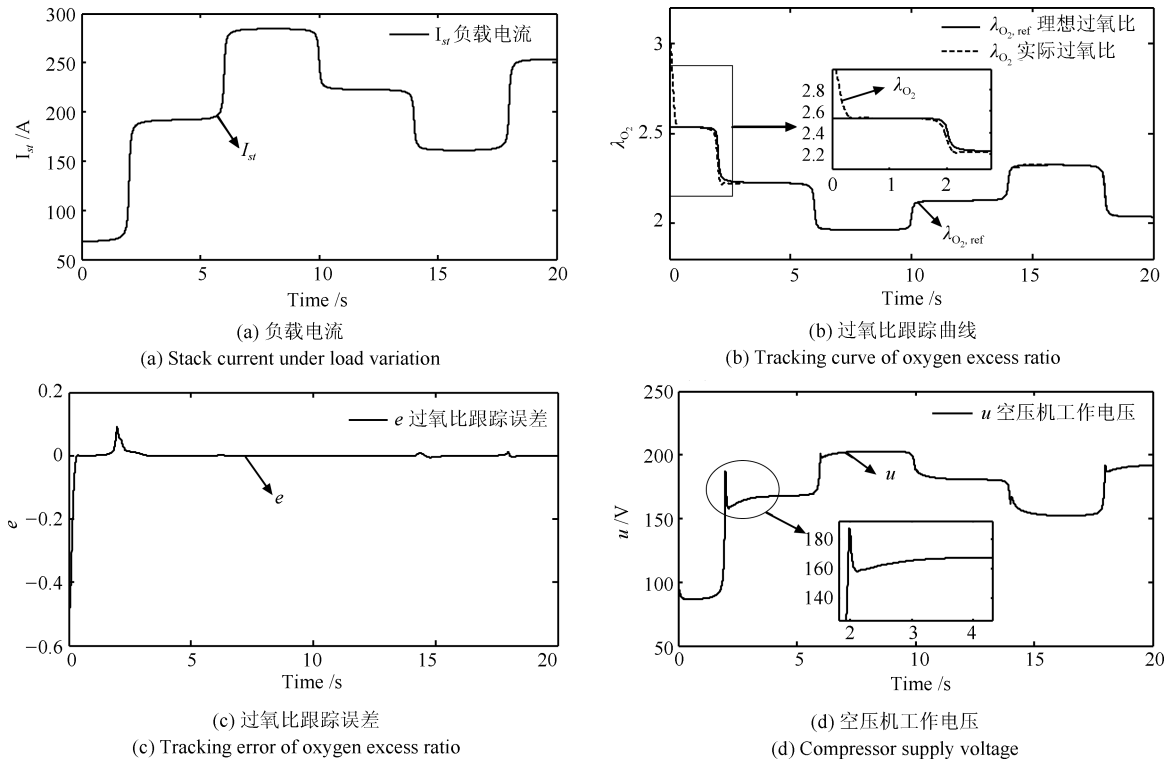 300
250
200
150
100
50
0
5
10
15
20
I_st /A
Time /s
I_st 负载电流
I_st
(a) 负载电流
(a) Stack current under load variation
3
2.5
2
0
5
10
15
20
λ_O₂
Time /s
λ_O₂, ref 理想过氧比
λ_O₂ 实际过氧比
2.8
2.6
2.4
2.2
0
1
2
λ_O₂
λ_O₂, ref
(b) 过氧比跟踪曲线
(b) Tracking curve of oxygen excess ratio
0.2
0
−0.2
−0.4
−0.6
0
5
10
15
20
e
Time /s
e 过氧比跟踪误差
e
(c) 过氧比跟踪误差
(c) Tracking error of oxygen excess ratio
250
200
150
100
50
0
5
10
15
20
u /V
Time /s
u 空压机工作电压
u
180
160
140
2
3
4
(d) 空压机工作电压
(d) Compressor supply voltage